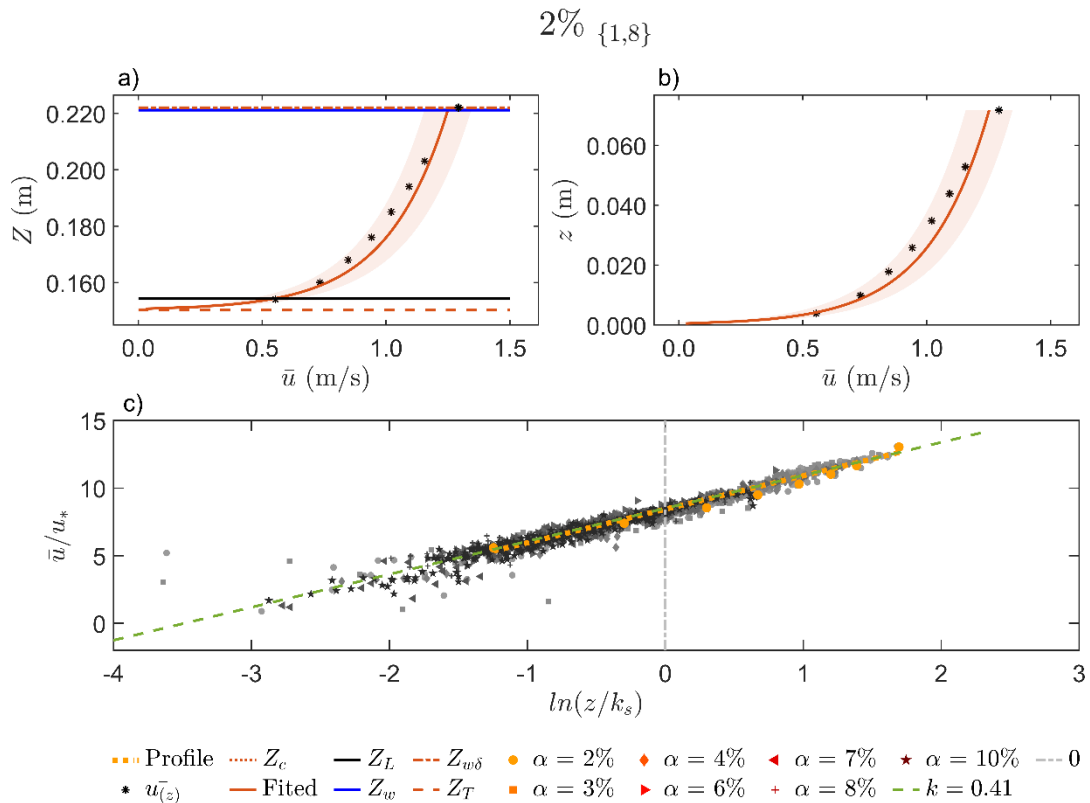 2% {1,8}
a)
b)
0.220
0.200
0.180
0.160
Z (m)
0.0 0.5 1.0 1.5
ū (m/s)
0.060
0.040
0.020
0.000
z (m)
0.0 0.5 1.0 1.5
ū (m/s)
c)
15
10
5
0
ū/u*
-4 -3 -2 -1 0 1 2 3
ln(z/ks)
Profile Zc ZL Zwδ α = 2% α = 4% α = 7% α = 10% 0
ū(z) Fited Zw ZT α = 3% α = 6% α = 8% k = 0.41